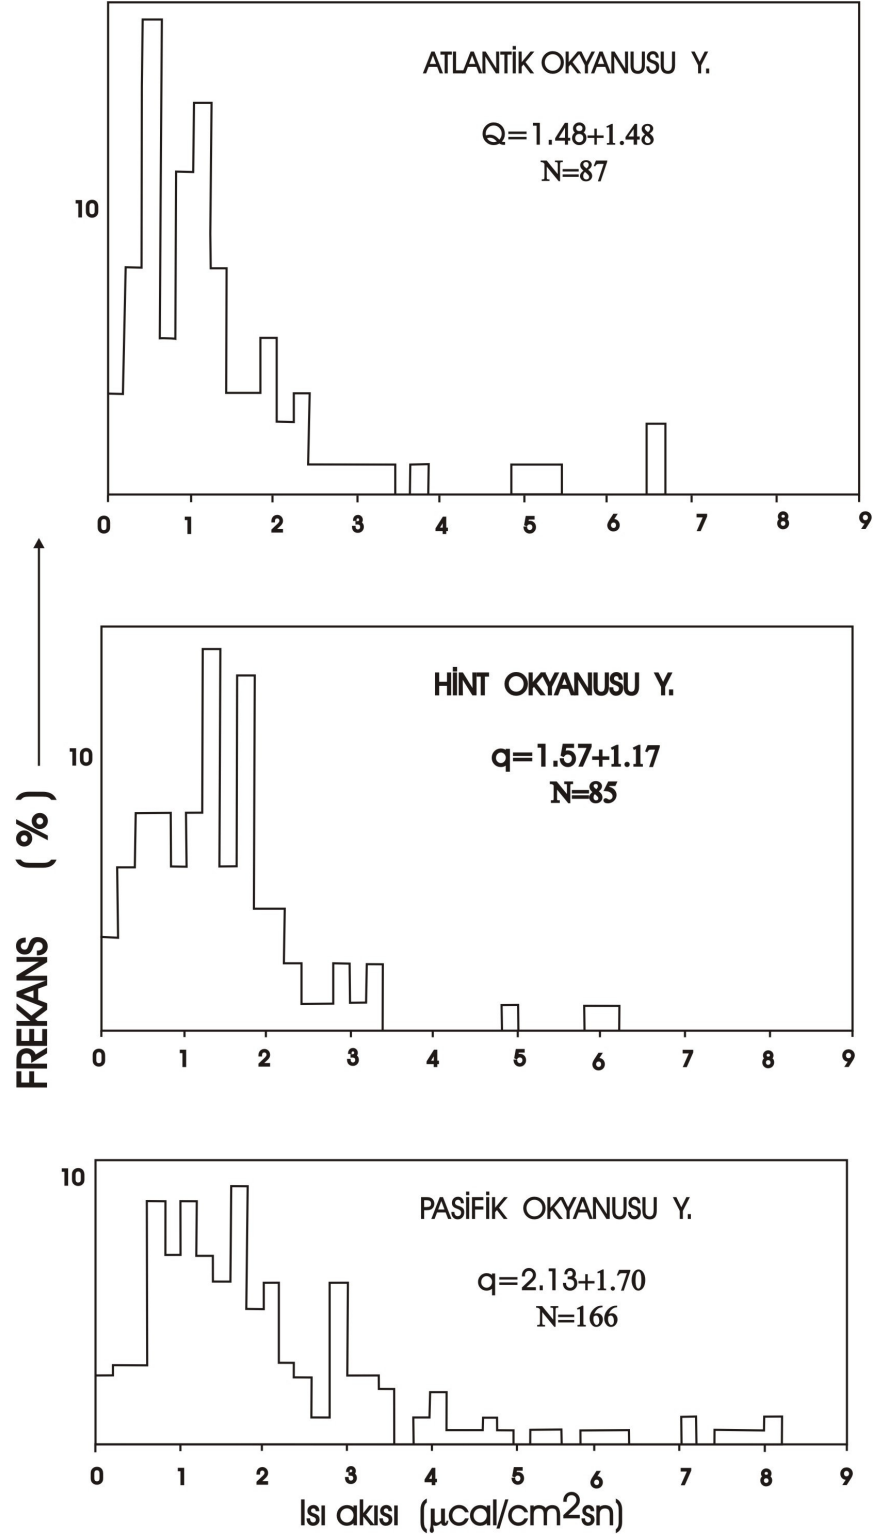 ATLANTİK OKYANUSU Y.
Q=1.48+1.48
N=87
10
0 1 2 3 4 5 6 7 8 9
HİNT OKYANUSU Y.
q=1.57+1.17
N=85
10
0 1 2 3 4 5 6 7 8 9
FREKANS (%)
10
PASİFİK OKYANUSU Y.
q=2.13+1.70
N=166
0 1 2 3 4 5 6 7 8 9
Isı akısı (µcal/cm2sn)